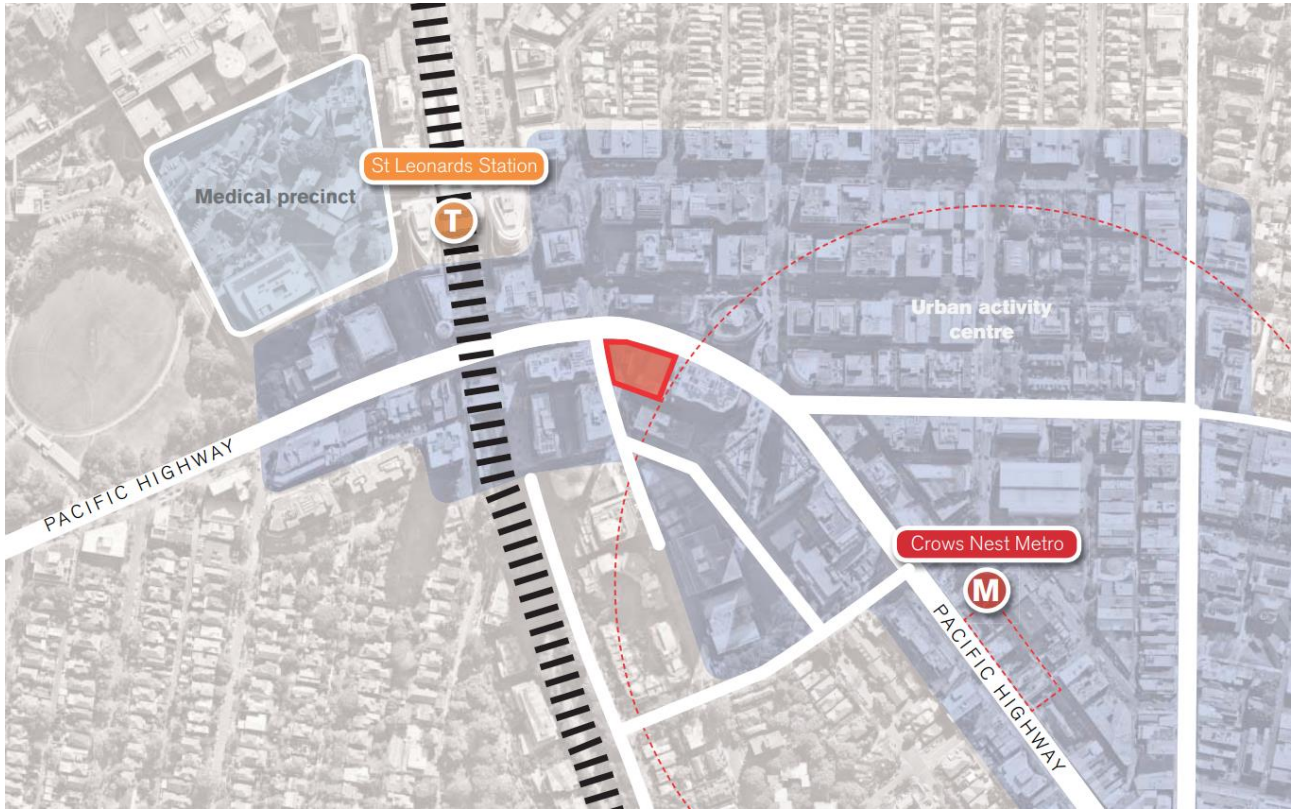 St Leonards Station
Medical precinct
T
Urban activity
centre
PACIFIC HIGHWAY
Crows Nest Metro
M
PACIFIC HIGHWAY